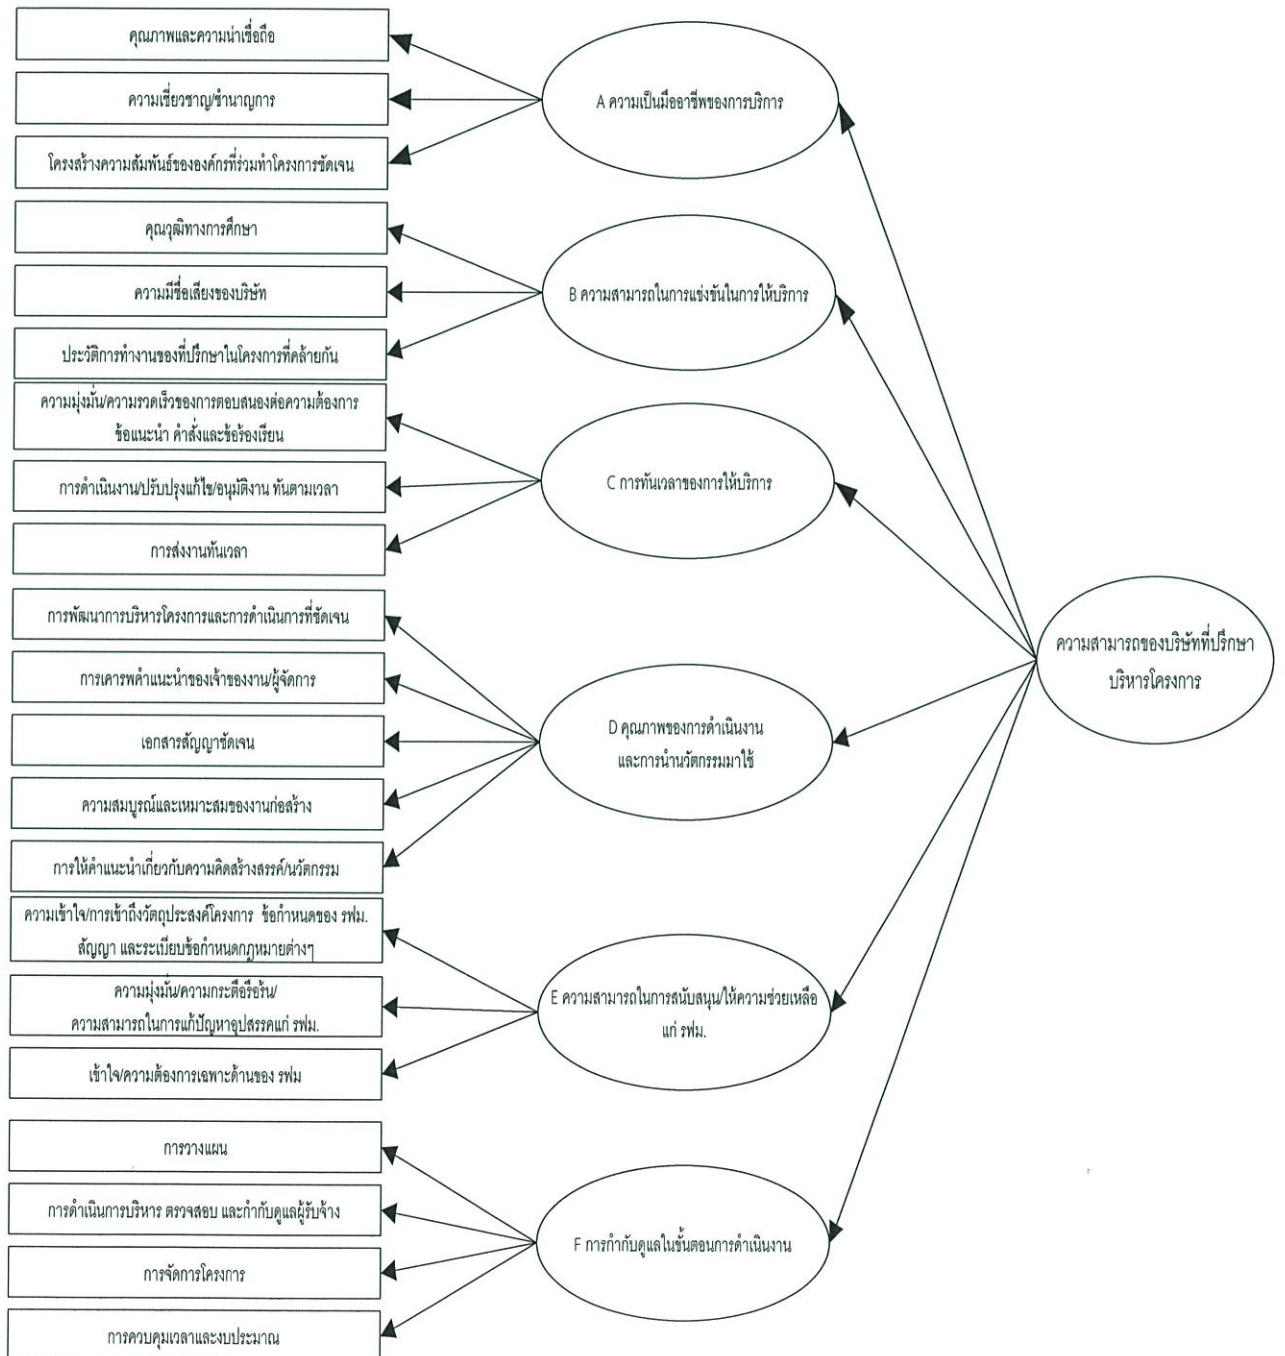 คุณภาพและความน่าเชื่อถือ
ความเชี่ยวชาญ/ชำนาญการ
โครงสร้างความสัมพันธ์ขององค์กรที่ร่วมทำโครงการชัดเจน
A ความเป็นมืออาชีพของการบริการ
คุณวุฒิทางการศึกษา
ความมีชื่อเสียงของบริษัท
ประวัติการทำงานของที่ปรึกษาในโครงการที่คล้ายกัน
B ความสามารถในการแข่งขันในการให้บริการ
ความมุ่งมั่น/ความรวดเร็วของการตอบสนองต่อความต้องการ
ข้อแนะนำ คำสั่งและข้อร้องเรียน
การดำเนินงาน/ปรับปรุงแก้ไข/อนุมัติงาน ทันตามเวลา
การส่งงานทันเวลา
C การทันเวลาของการให้บริการ
การพัฒนาการบริหารโครงการและการดำเนินการที่ชัดเจน
การเคารพคำแนะนำของเจ้าของงาน/ผู้จัดการ
เอกสารสัญญาชัดเจน
ความสมบูรณ์และเหมาะสมของงานก่อสร้าง
การให้คำแนะนำเกี่ยวกับความคิดสร้างสรรค์/นวัตกรรม
D คุณภาพของการดำเนินงาน
และการนำนวัตกรรมมาใช้
ความเข้าใจ/การเข้าถึงวัตถุประสงค์โครงการ ข้อกำหนดของ รฟม.
สัญญา และระเบียบข้อกำหนดกฎหมายต่างๆ
ความมุ่งมั่น/ความกระตือรือร้น/
ความสามารถในการแก้ปัญหาอุปสรรคแก่ รฟม.
เข้าใจ/ความต้องการเฉพาะด้านของ รฟม
E ความสามารถในการสนับสนุน/ให้ความช่วยเหลือ
แก่ รฟม.
การวางแผน
การดำเนินการบริหาร ตรวจสอบ และกำกับดูแลผู้รับจ้าง
การจัดการโครงการ
การควบคุมเวลาและงบประมาณ
F การกำกับดูแลในขั้นตอนการดำเนินงาน
ความสามารถของบริษัทที่ปรึกษา
บริหารโครงการ